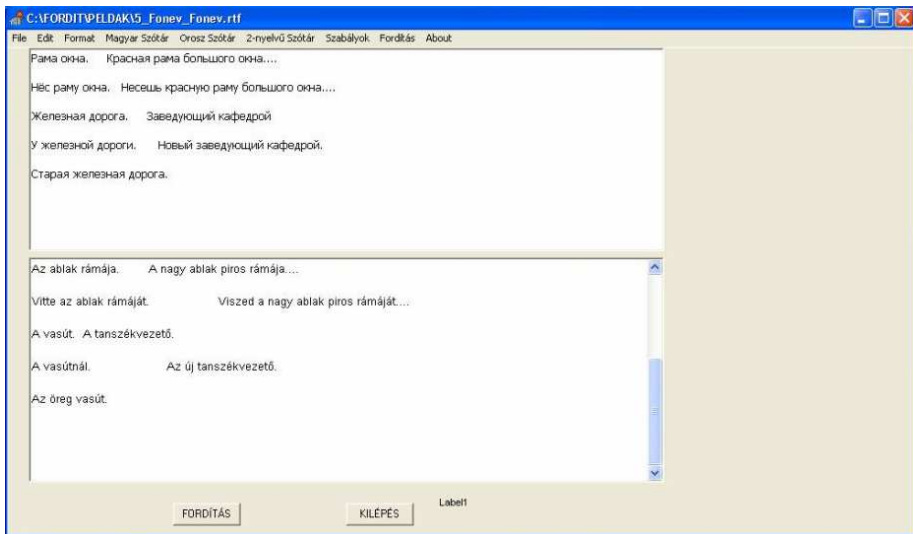 C:\FORDIT\PELDAK\5_Fonev_Fonev.rtf
File Edit Format Magyar Szótár Orosz Szótár 2-nyelvű Szótár Szabályok Fordítás About
Рама окна. Красная рама большого окна....
Нёс раму окна. Несешь красную раму большого окна....
Железная дорога. Заведующий кафедрой
У железной дороги. Новый заведующий кафедрой.
Старая железная дорога.
Az ablak rámája. A nagy ablak piros rámája....
Vitte az ablak rámáját. Viszed a nagy ablak piros rámáját....
A vasút. A tanszékvezető.
A vasútnál. Az új tanszékvezető.
Az öreg vasút.
FORDÍTÁS KILÉPÉS Label1